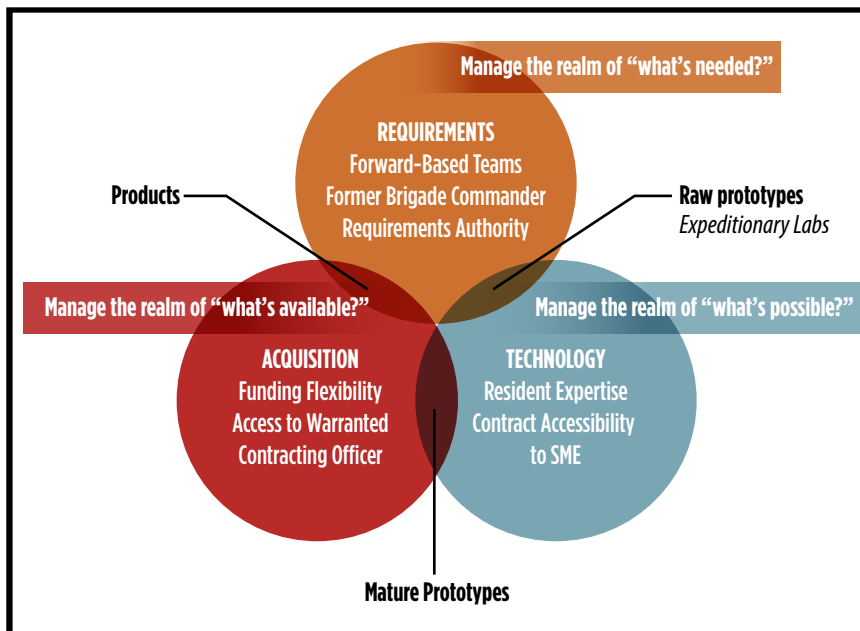 Manage the realm of “what’s needed?”
REQUIREMENTS
Forward-Based Teams
Former Brigade Commander
Requirements Authority
Products
Raw prototypes
Expeditionary Labs
Manage the realm of “what’s available?”
Manage the realm of “what’s possible?”
ACQUISITION
Funding Flexibility
Access to Warranted
Contracting Officer
TECHNOLOGY
Resident Expertise
Contract Accessibility
to SME
Mature Prototypes